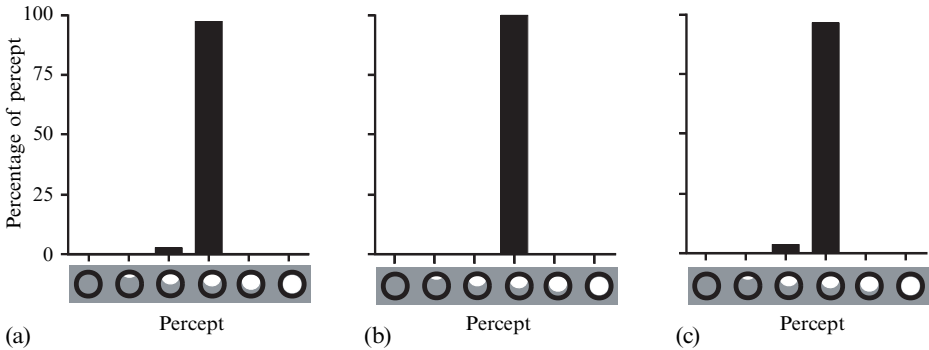 Percentage of percept
100
75
50
25
0
(a)
Percept
(b)
Percept
(c)
Percept